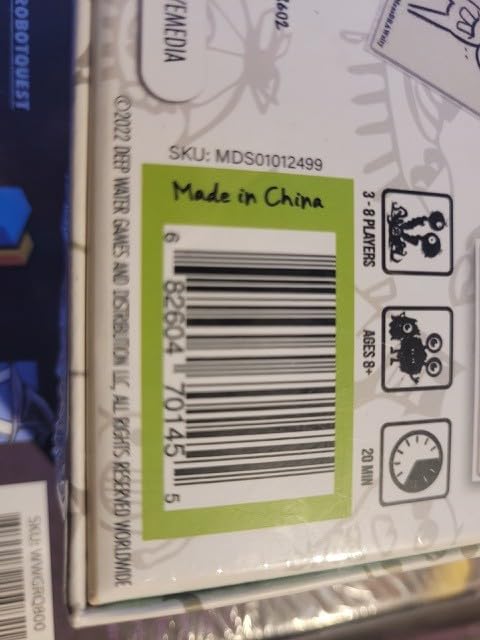 ROBOTQUEST
SKU: MDS01012499
Made in China
6 82604 70145 5
3 - 8 PLAYERS
AGES 8+
20 MIN
©2022 DEEP WATER GAMES AND DISTRIBUTION LLC, ALL RIGHTS RESERVED WORLDWIDE